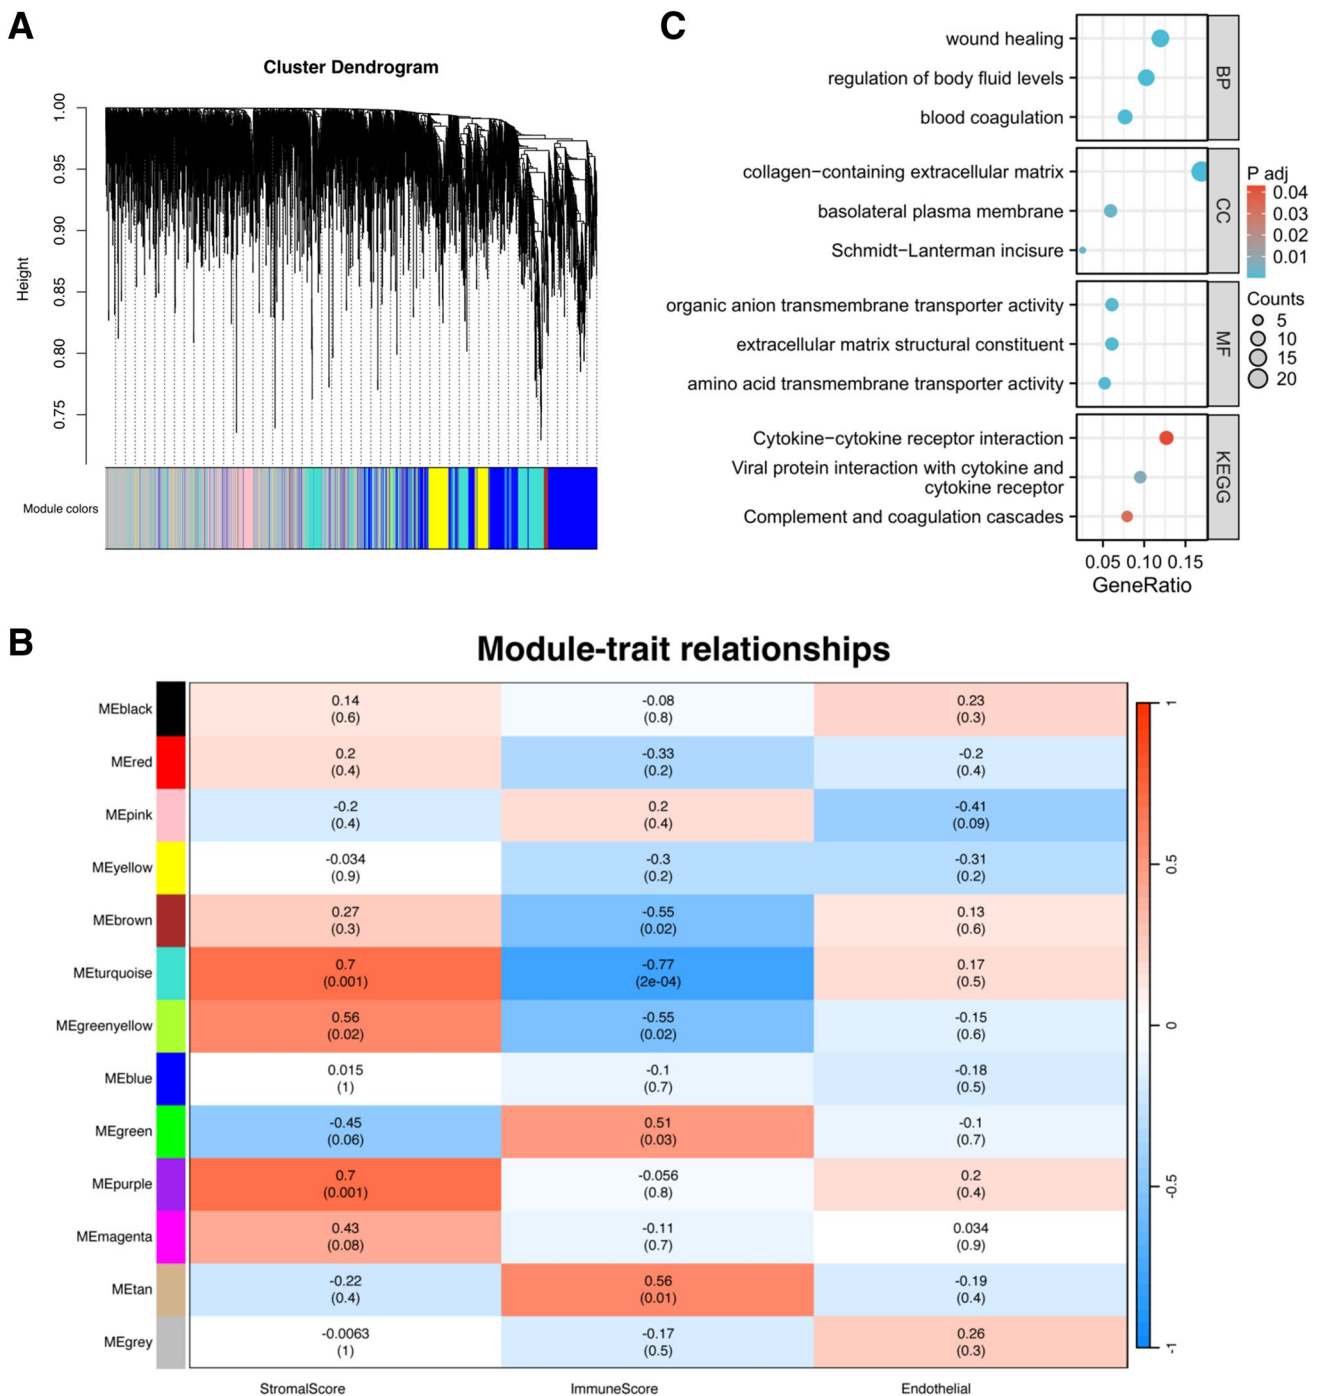 A
Cluster Dendrogram
Height
1.00
0.95
0.90
0.85
0.80
0.75
Module colors
C
wound healing
regulation of body fluid levels
blood coagulation
BP
collagen−containing extracellular matrix
basolateral plasma membrane
Schmidt−Lanterman incisure
CC
organic anion transmembrane transporter activity
extracellular matrix structural constituent
amino acid transmembrane transporter activity
MF
Cytokine−cytokine receptor interaction
Viral protein interaction with cytokine and
cytokine receptor
Complement and coagulation cascades
KEGG
0.05 0.10 0.15
GeneRatio
P adj
0.04
0.03
0.02
0.01
Counts
5
10
15
20
B
Module-trait relationships
MEblack
0.14 -0.08 0.23
(0.6) (0.8) (0.3)
MEred
0.2 -0.33 -0.2
(0.4) (0.2) (0.4)
MEpink
-0.2 0.2 -0.41
(0.4) (0.4) (0.09)
MEyellow
-0.034 -0.3 -0.31
(0.9) (0.2) (0.2)
MEbrown
0.27 -0.55 0.13
(0.3) (0.02) (0.6)
MEturquoise
0.7 -0.77 0.17
(0.001) (2e-04) (0.5)
MEgreenyellow
0.56 -0.55 -0.15
(0.02) (0.02) (0.6)
MEblue
0.015 -0.1 -0.18
(1) (0.7) (0.5)
MEgreen
-0.45 0.51 -0.1
(0.06) (0.03) (0.7)
MEpurple
0.7 -0.056 0.2
(0.001) (0.8) (0.4)
MEmagenta
0.43 -0.11 0.034
(0.08) (0.7) (0.9)
MEtan
-0.22 0.56 -0.19
(0.4) (0.01) (0.4)
MEgrey
-0.0063 -0.17 0.26
(1) (0.5) (0.3)
StromalScore ImmuneScore Endothelial
1
0.5
0
-0.5
-1